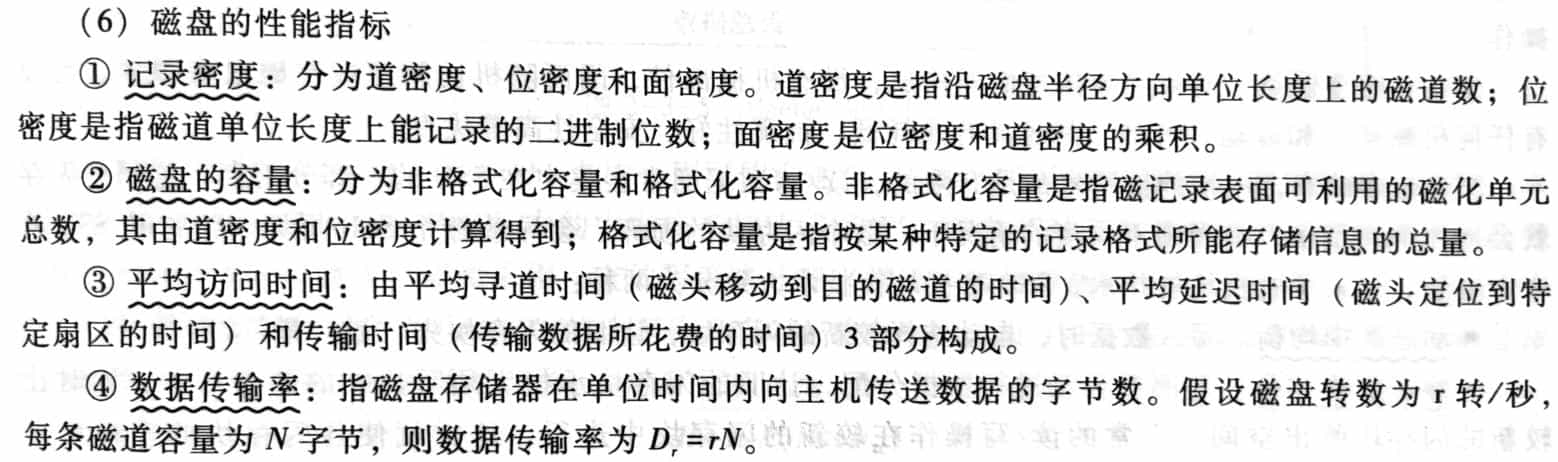 （6）磁盘的性能指标
① 记录密度：分为道密度、位密度和面密度。道密度是指沿磁盘半径方向单位长度上的磁道数；位
密度是指磁道单位长度上能记录的二进制位数；面密度是位密度和道密度的乘积。
② 磁盘的容量：分为非格式化容量和格式化容量。非格式化容量是指磁记录表面可利用的磁化单元
总数，其由道密度和位密度计算得到；格式化容量是指按某种特定的记录格式所能存储信息的总量。
③ 平均访问时间：由平均寻道时间（磁头移动到目的磁道的时间）、平均延迟时间（磁头定位到特
定扇区的时间）和传输时间（传输数据所花费的时间）3 部分构成。
④ 数据传输率：指磁盘存储器在单位时间内向主机传送数据的字节数。假设磁盘转数为 r 转/秒，
每条磁道容量为 N 字节，则数据传输率为 Dᵣ=rN。